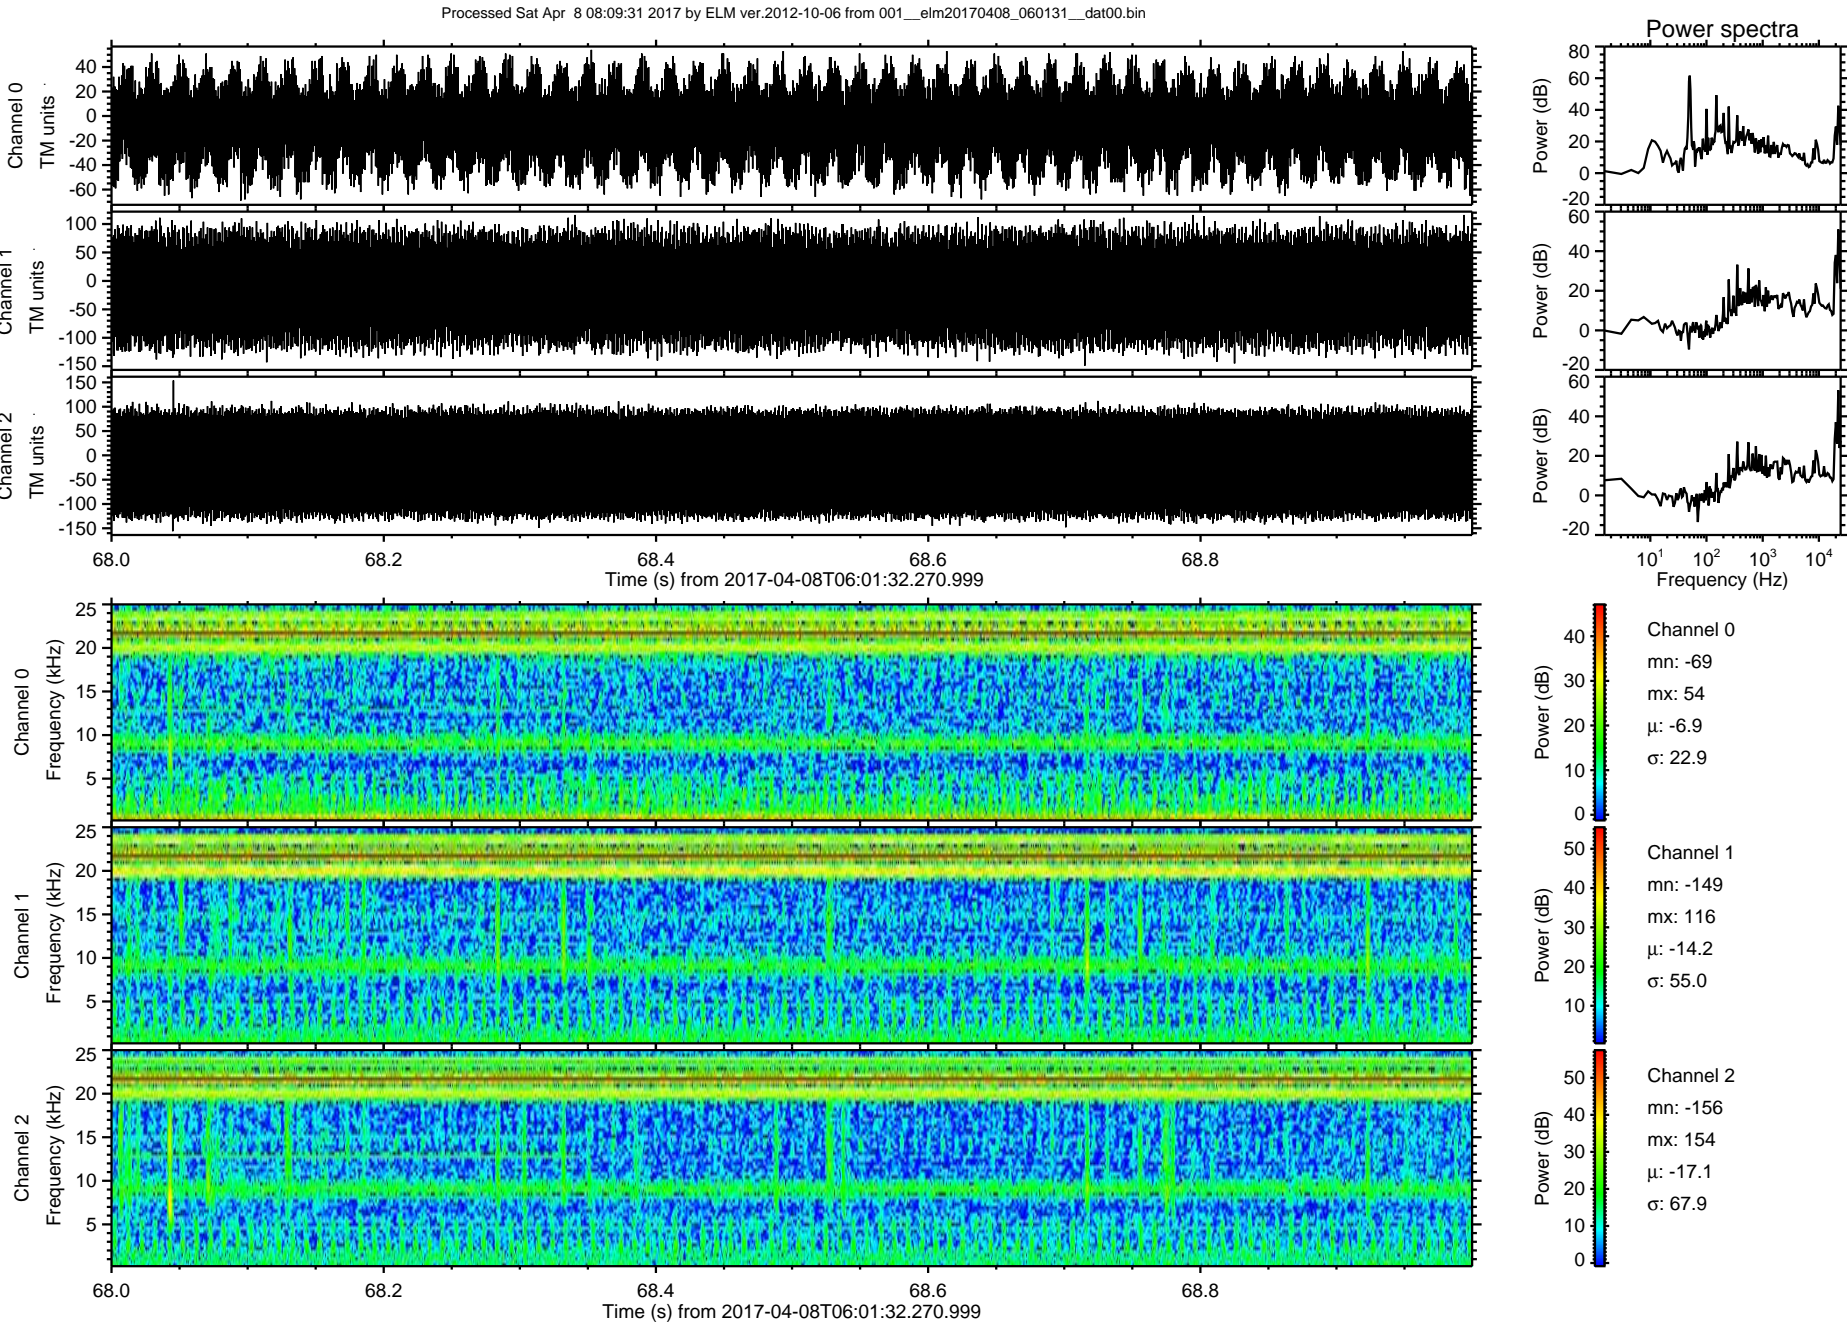 Processed Sat Apr  8 08:09:31 2017 by ELM ver.2012-10-06 from 001__elm20170408_060131__dat00.bin
Power spectra
Channel 0
TM units
40
20
0
-20
-40
-60
Power (dB)
80
60
40
20
0
-20
Channel 1
TM units
100
50
0
-50
-100
-150
Power (dB)
60
40
20
0
-20
Channel 2
TM units
150
100
50
0
-50
-100
-150
Power (dB)
60
40
20
0
-20
68.0 68.2 68.4 68.6 68.8
Time (s) from 2017-04-08T06:01:32.270.999
10¹ 10² 10³ 10⁴
Frequency (Hz)
Channel 0
Frequency (kHz)
25
20
15
10
5
Power (dB)
40
30
20
10
0
Channel 0
mn: -69
mx: 54
μ: -6.9
σ: 22.9
Channel 1
Frequency (kHz)
25
20
15
10
5
Power (dB)
50
40
30
20
10
Channel 1
mn: -149
mx: 116
μ: -14.2
σ: 55.0
Channel 2
Frequency (kHz)
25
20
15
10
5
Power (dB)
50
40
30
20
10
0
Channel 2
mn: -156
mx: 154
μ: -17.1
σ: 67.9
68.0 68.2 68.4 68.6 68.8
Time (s) from 2017-04-08T06:01:32.270.999